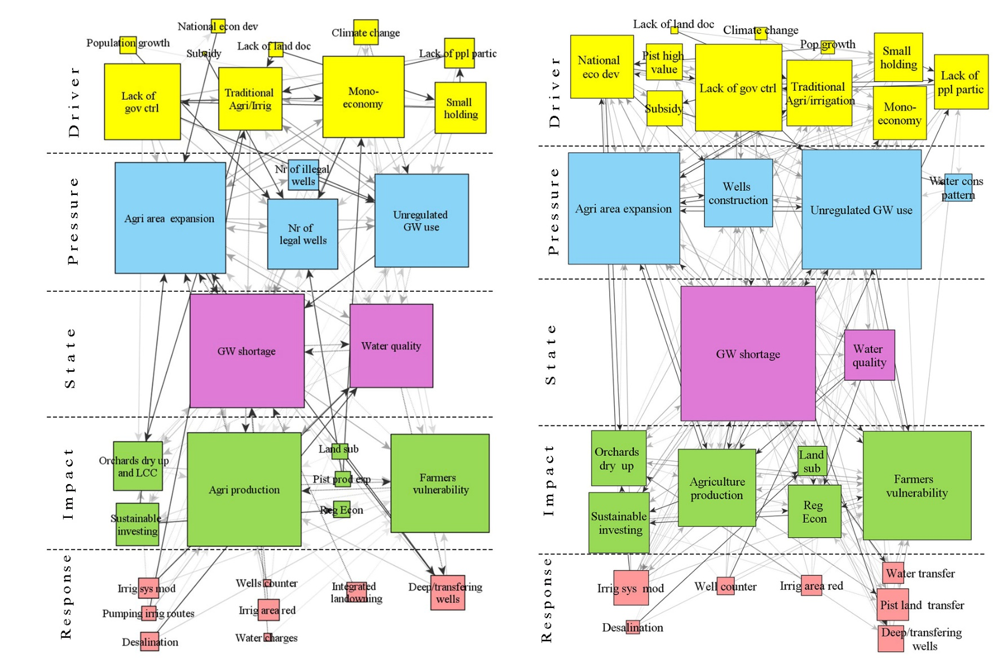 National econ dev
Population growth
Climate change
Subsidy
Lack of land doc
Lack of ppl partic
Driver
Lack of
gov ctrl
Traditional
Agri/Irrig
Mono-
economy
Small
holding
Pressure
Nr of illegal
wells
Agri area expansion
Nr of
legal wells
Unregulated
GW use
State
GW shortage
Water quality
Impact
Orchards dry up
and LCC
Land sub
Agri production
Pist prod exp
Farmers
vulnerability
Reg Econ
Sustainable
investing
Response
Irrig sys mod
Wells counter
Integrated
landowning
Deep/transfering
wells
Pumping irrig routes
Irrig area red
Desalination
Water charges
Lack of land doc
Climate change
Pop growth
Driver
National
eco dev
Pist high
value
Lack of gov ctrl
Traditional
Agri/irrigation
Small
holding
Lack of
ppl partic
Subsidy
Mono-
economy
Pressure
Agri area expansion
Wells
construction
Unregulated GW use
Water cons
pattern
State
GW shortage
Water
quality
Impact
Orchards
dry up
Agriculture
production
Land
sub
Farmers
vulnerability
Sustainable
investing
Reg
Econ
Response
Irrig sys mod
Well counter
Irrig area red
Water transfer
Pist land transfer
Desalination
Deep/transfering
wells